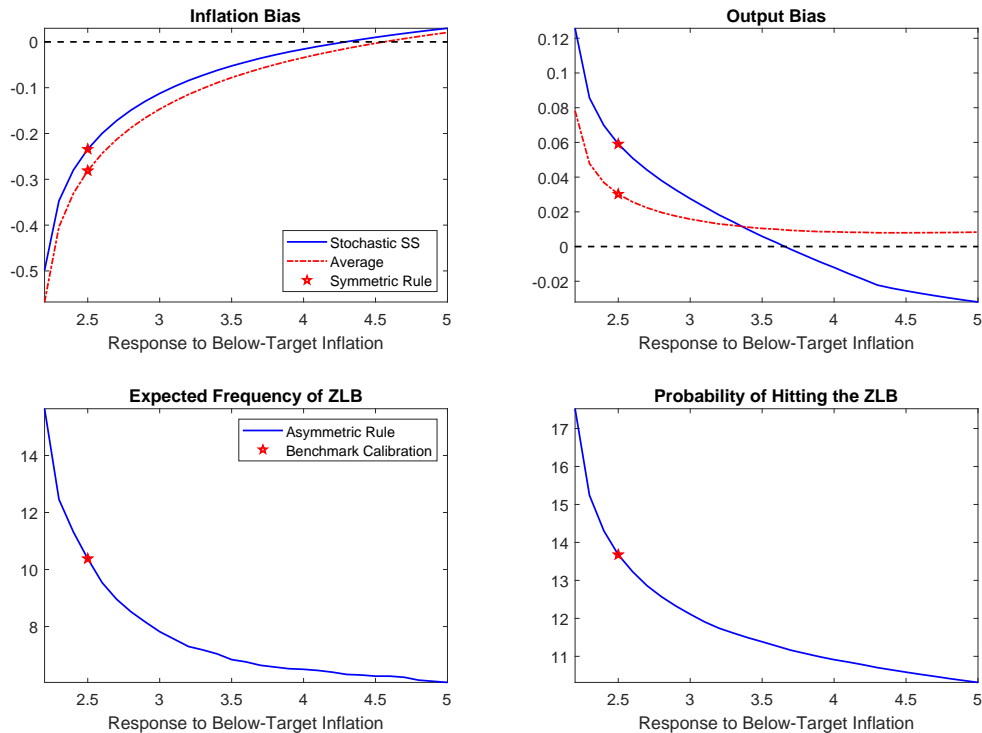 Inflation Bias
0
-0.1
-0.2
-0.3
-0.4
-0.5
2.5 3 3.5 4 4.5 5
Response to Below-Target Inflation
Stochastic SS
Average
Symmetric Rule
Output Bias
0.12
0.1
0.08
0.06
0.04
0.02
0
-0.02
2.5 3 3.5 4 4.5 5
Response to Below-Target Inflation
Expected Frequency of ZLB
14
12
10
8
2.5 3 3.5 4 4.5 5
Response to Below-Target Inflation
Asymmetric Rule
Benchmark Calibration
Probability of Hitting the ZLB
17
16
15
14
13
12
11
2.5 3 3.5 4 4.5 5
Response to Below-Target Inflation